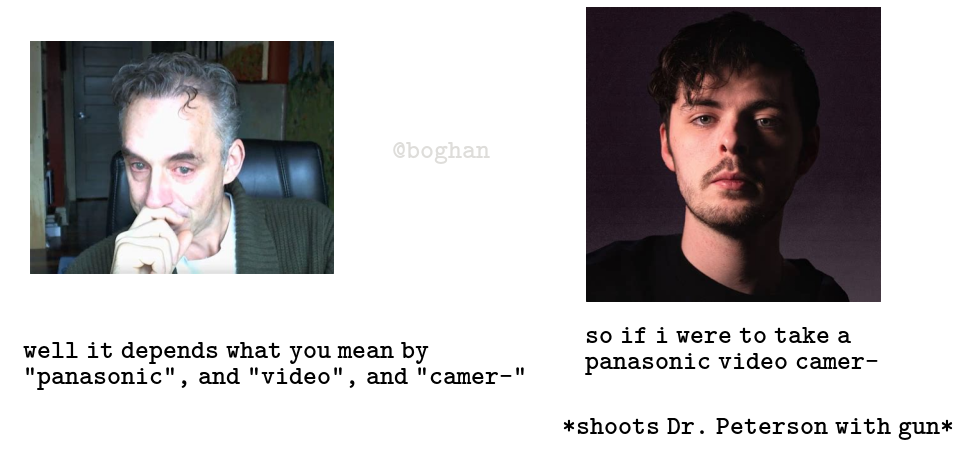 @boghan
so if i were to take a
panasonic video camer-
well it depends what you mean by
"panasonic", and "video", and "camer-"
*shoots Dr. Peterson with gun*